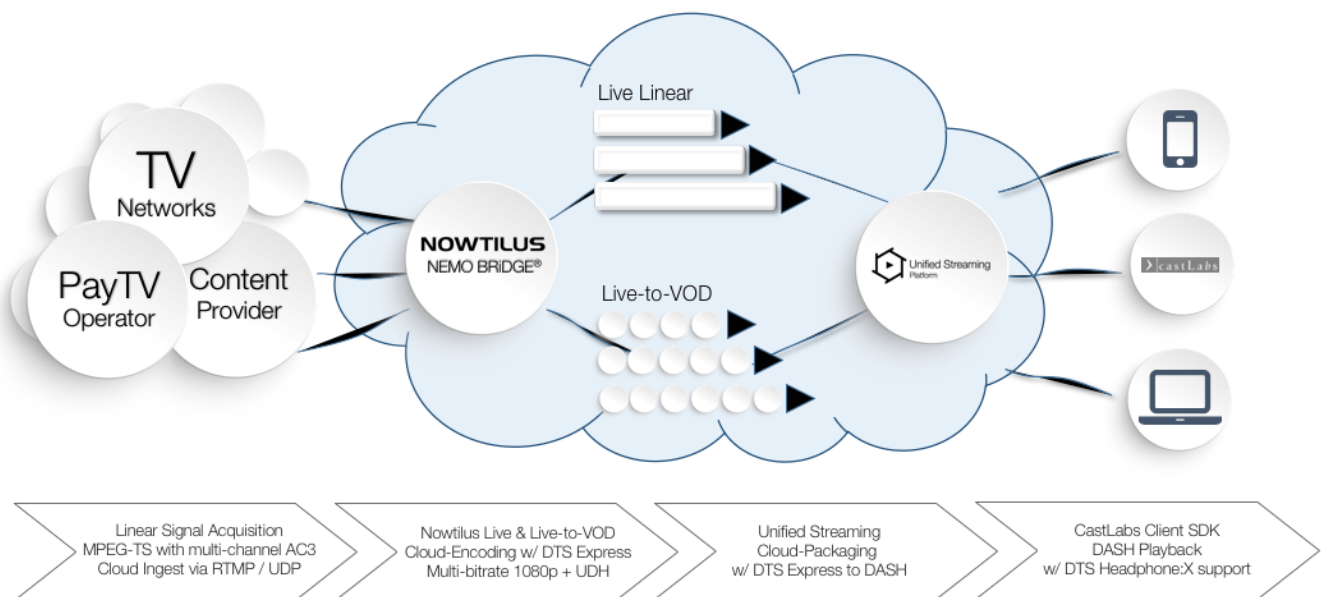 TV
Networks
PayTV
Operator
Content
Provider
NOWTILUS
NEMO BRiDGE®
Live Linear
Live-to-VOD
Unified Streaming
Platform
castLabs
Linear Signal Acquisition
MPEG-TS with multi-channel AC3
Cloud Ingest via RTMP / UDP
Nowtilus Live & Live-to-VOD
Cloud-Encoding w/ DTS Express
Multi-bitrate 1080p + UDH
Unified Streaming
Cloud-Packaging
w/ DTS Express to DASH
CastLabs Client SDK
DASH Playback
w/ DTS Headphone:X support